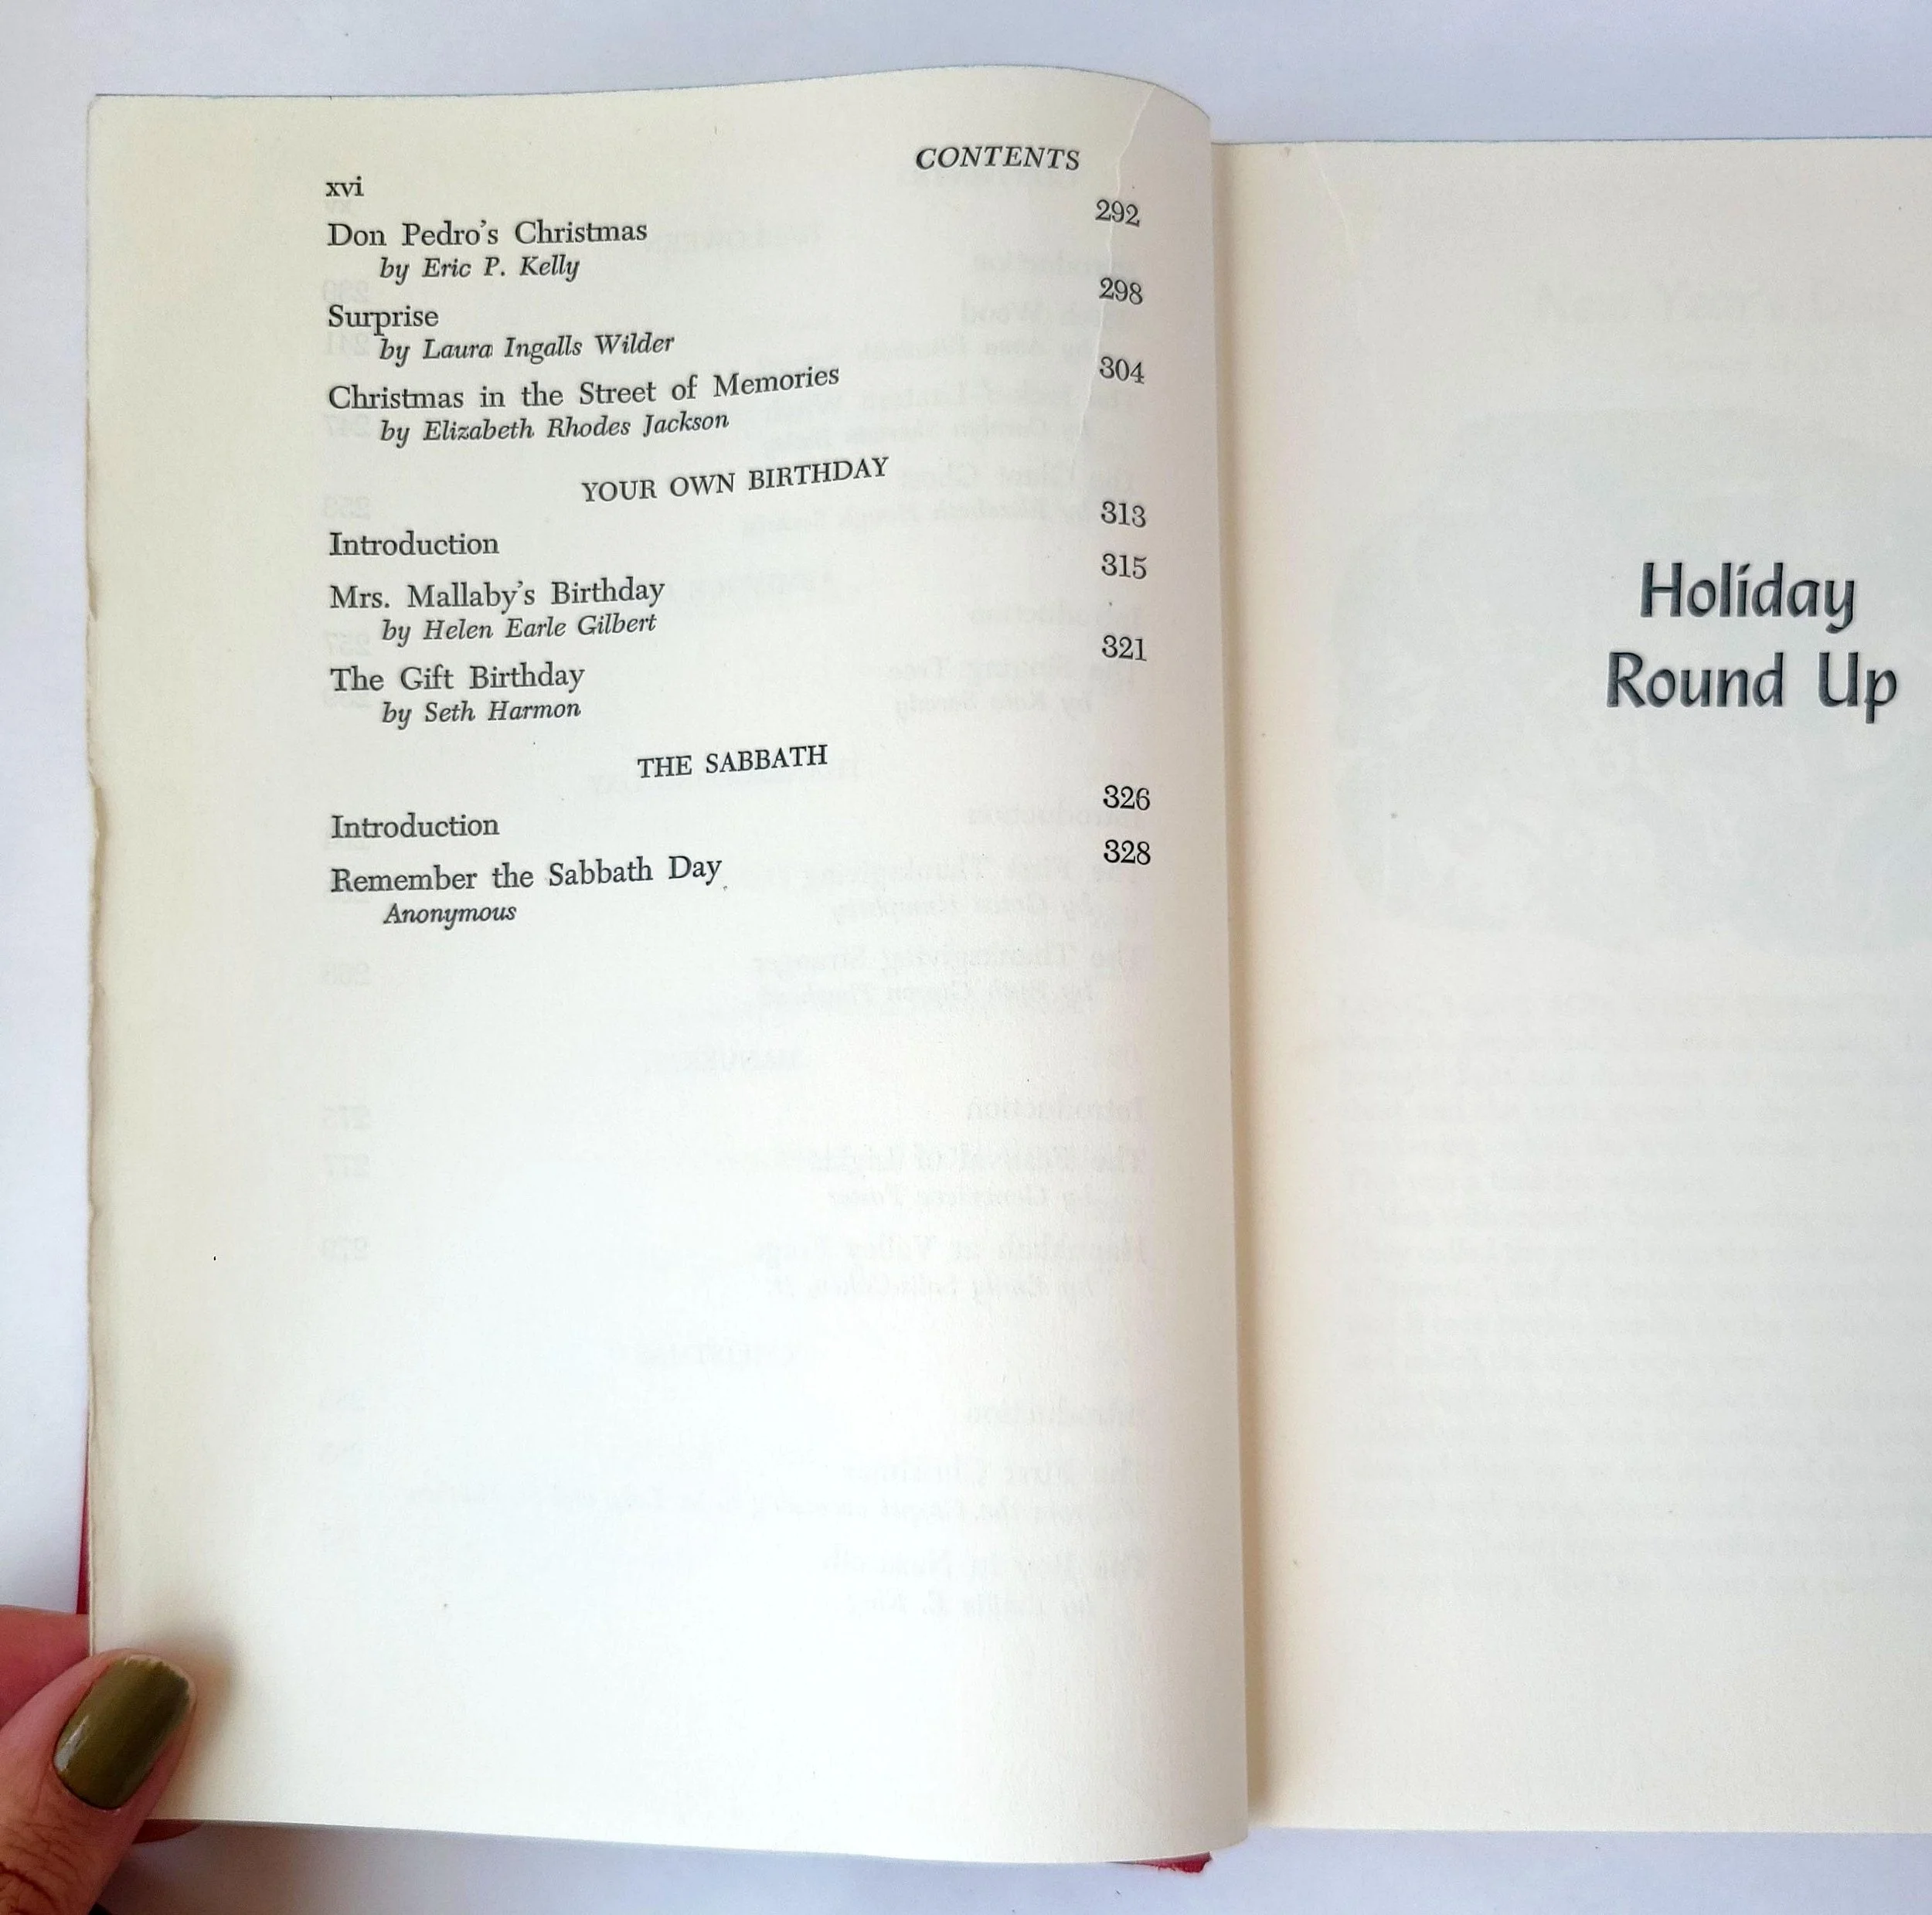 xvi CONTENTS
Don Pedro's Christmas 292
by Eric P. Kelly
Surprise 298
by Laura Ingalls Wilder
Christmas in the Street of Memories 304
by Elizabeth Rhodes Jackson
YOUR OWN BIRTHDAY
Introduction 313
Mrs. Mallaby's Birthday 315
by Helen Earle Gilbert
The Gift Birthday 321
by Seth Harmon
THE SABBATH
Introduction 326
Remember the Sabbath Day 328
Anonymous
Holiday
Round Up